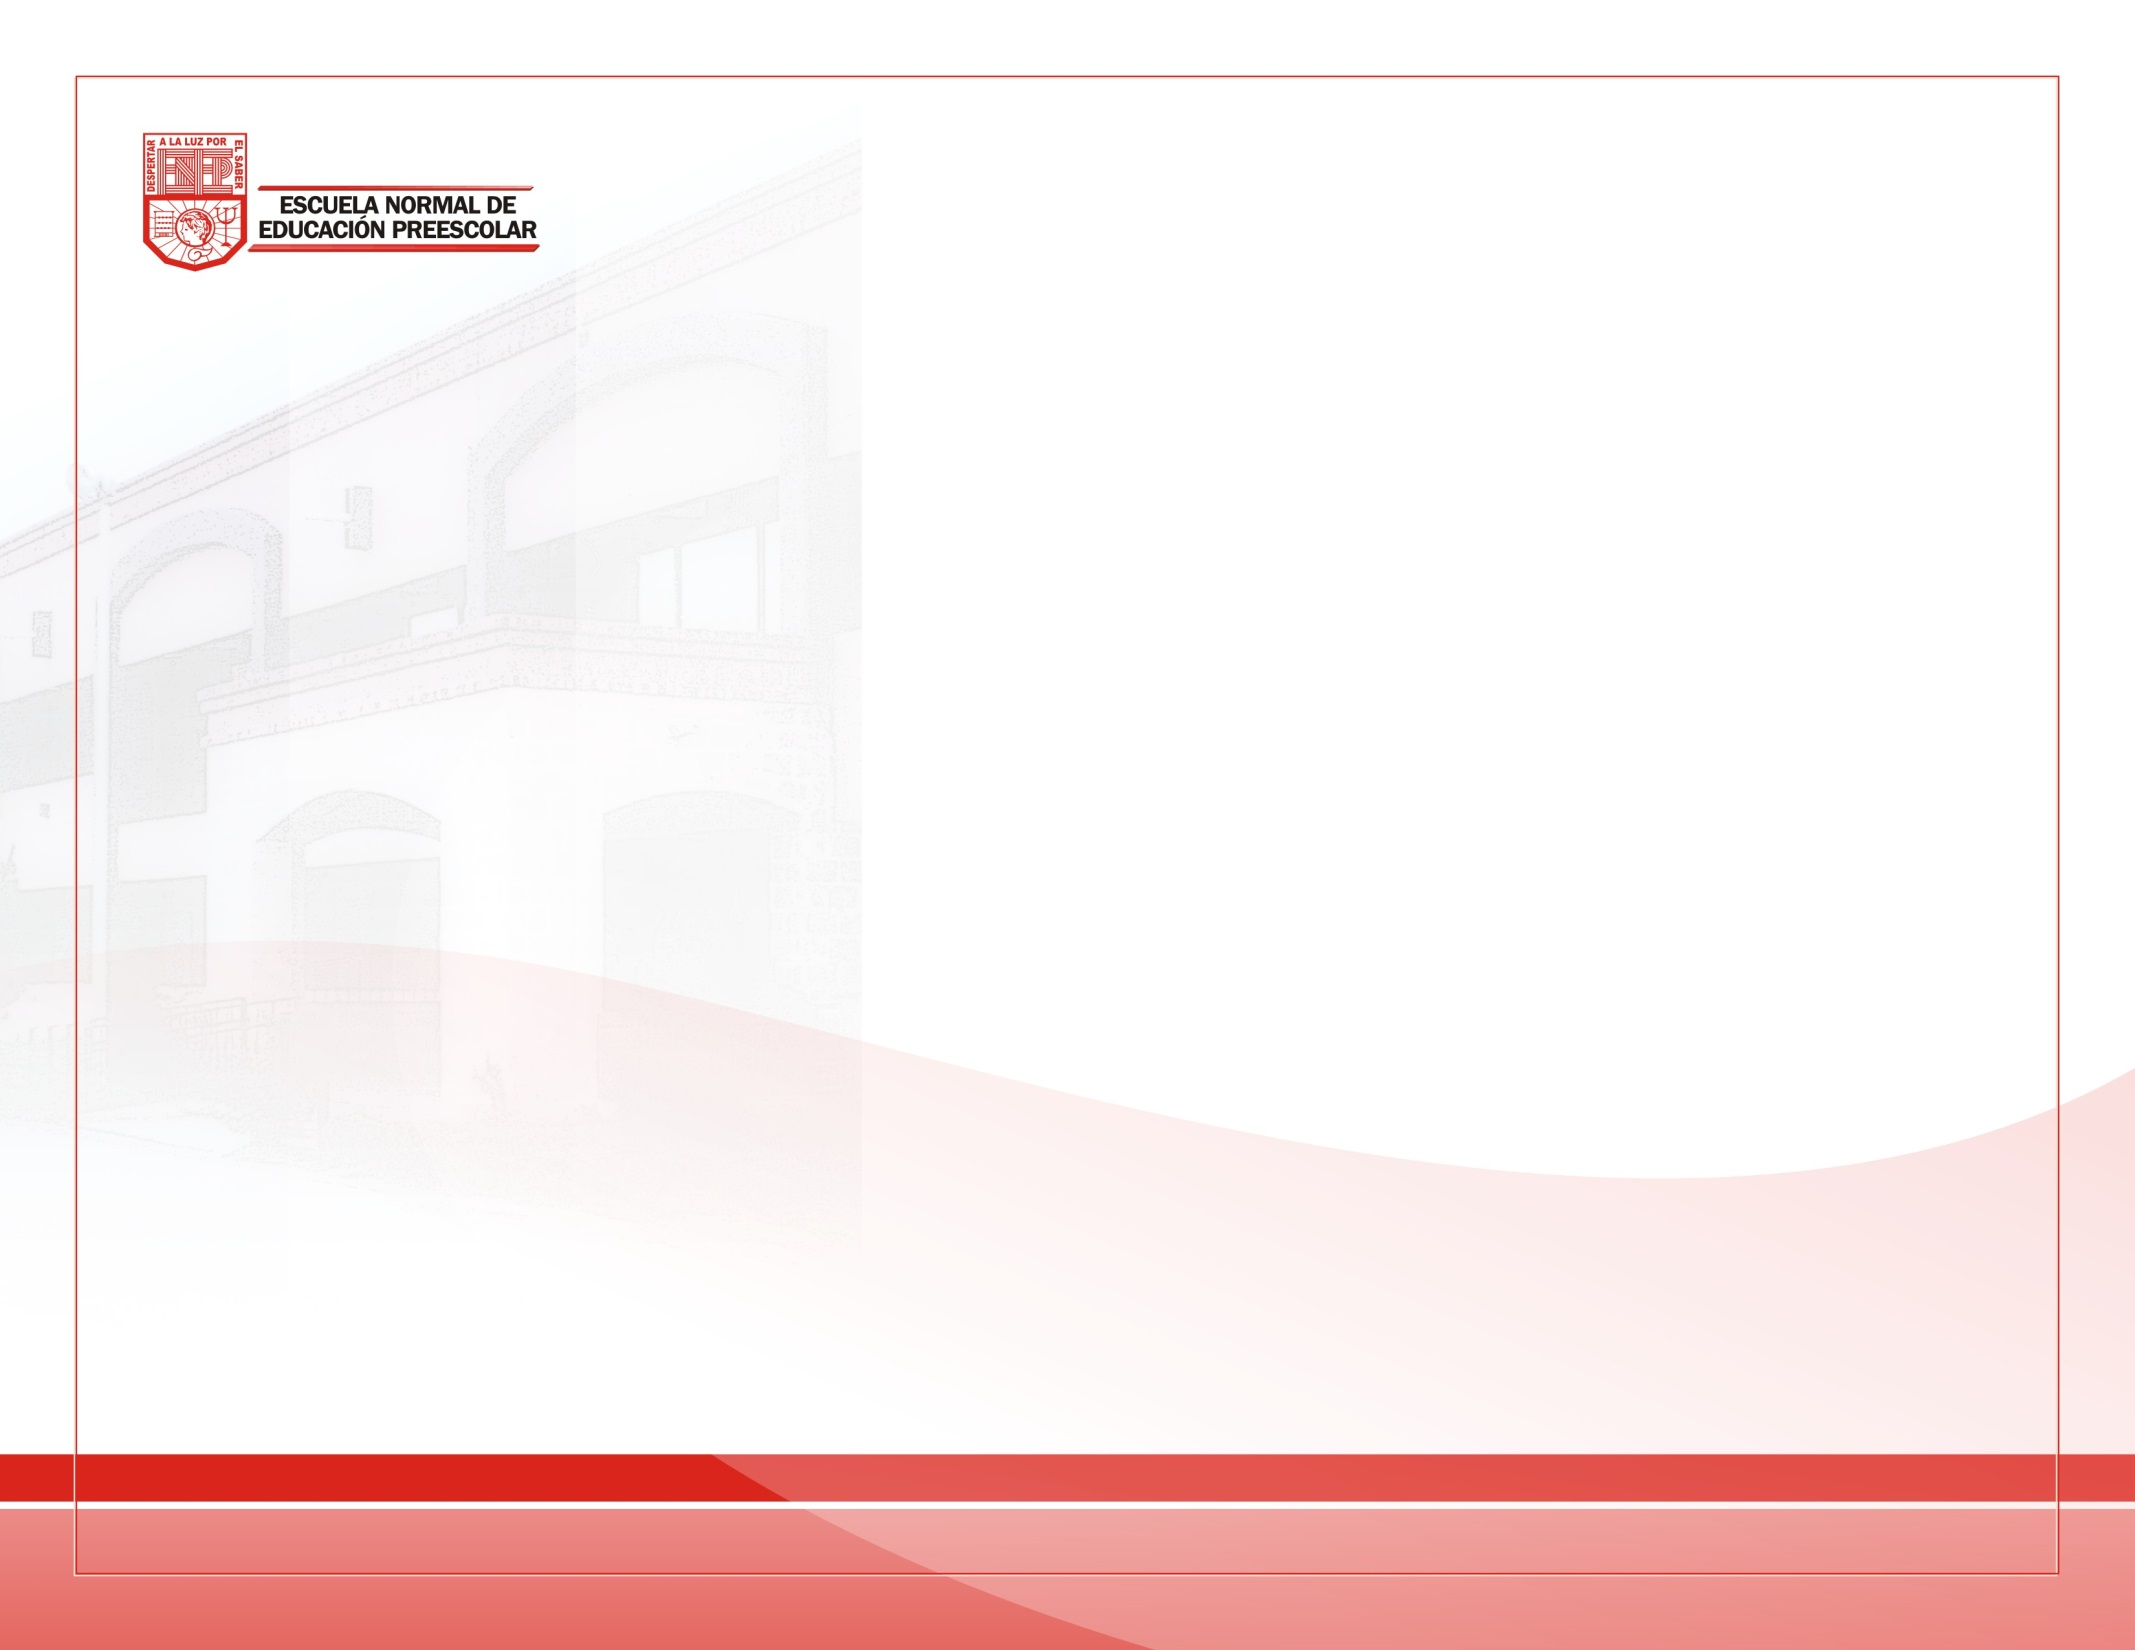 DESPERTAR
A LA LUZ POR
EL SABER
ENEP
ESCUELA NORMAL DE
EDUCACIÓN PREESCOLAR